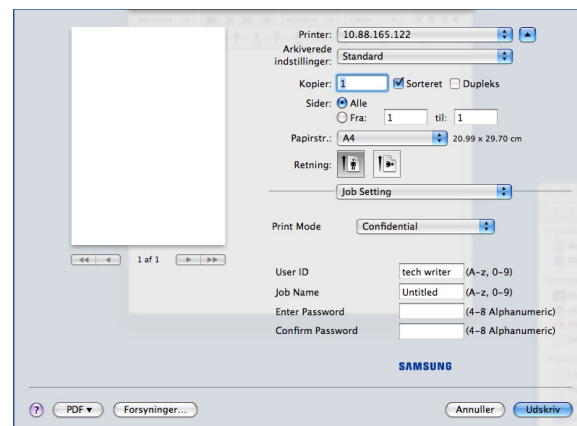 Printer: 10.88.165.122
Arkiverede indstillinger: Standard
Kopier: 1 Sorteret Dupleks
Sider: Alle
Fra: 1 til: 1
Papirstr.: A4 20.99 x 29.70 cm
Retning:
Job Setting
Print Mode Confidential
1 af 1
User ID tech writer (A-z, 0-9)
Job Name Untitled (A-z, 0-9)
Enter Password (4-8 Alphanumeric)
Confirm Password (4-8 Alphanumeric)
SAMSUNG
? PDF Forsyninger... Annuller Udskriv